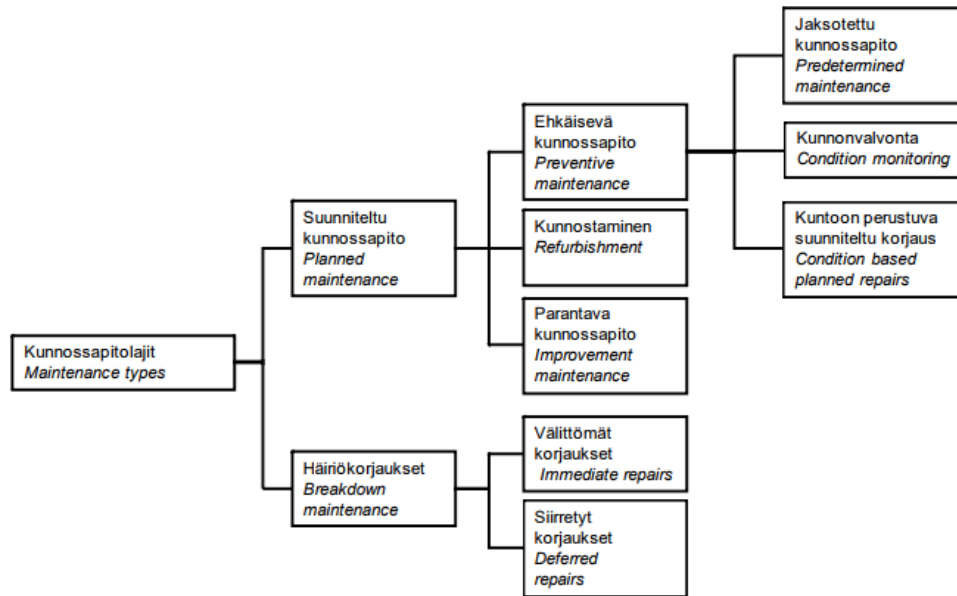 Jaksotettu
kunnossapito
Predetermined
maintenance
Ehkäisevä
kunnossapito
Preventive
maintenance
Kunnonvalvonta
Condition monitoring
Suunniteltu
kunnossapito
Planned
maintenance
Kunnostaminen
Refurbishment
Kuntoon perustuva
suunniteltu korjaus
Condition based
planned repairs
Parantava
kunnossapito
Improvement
maintenance
Kunnossapitolajit
Maintenance types
Häiriökorjaukset
Breakdown
maintenance
Välittömät
korjaukset
Immediate repairs
Siirretyt
korjaukset
Deferred
repairs